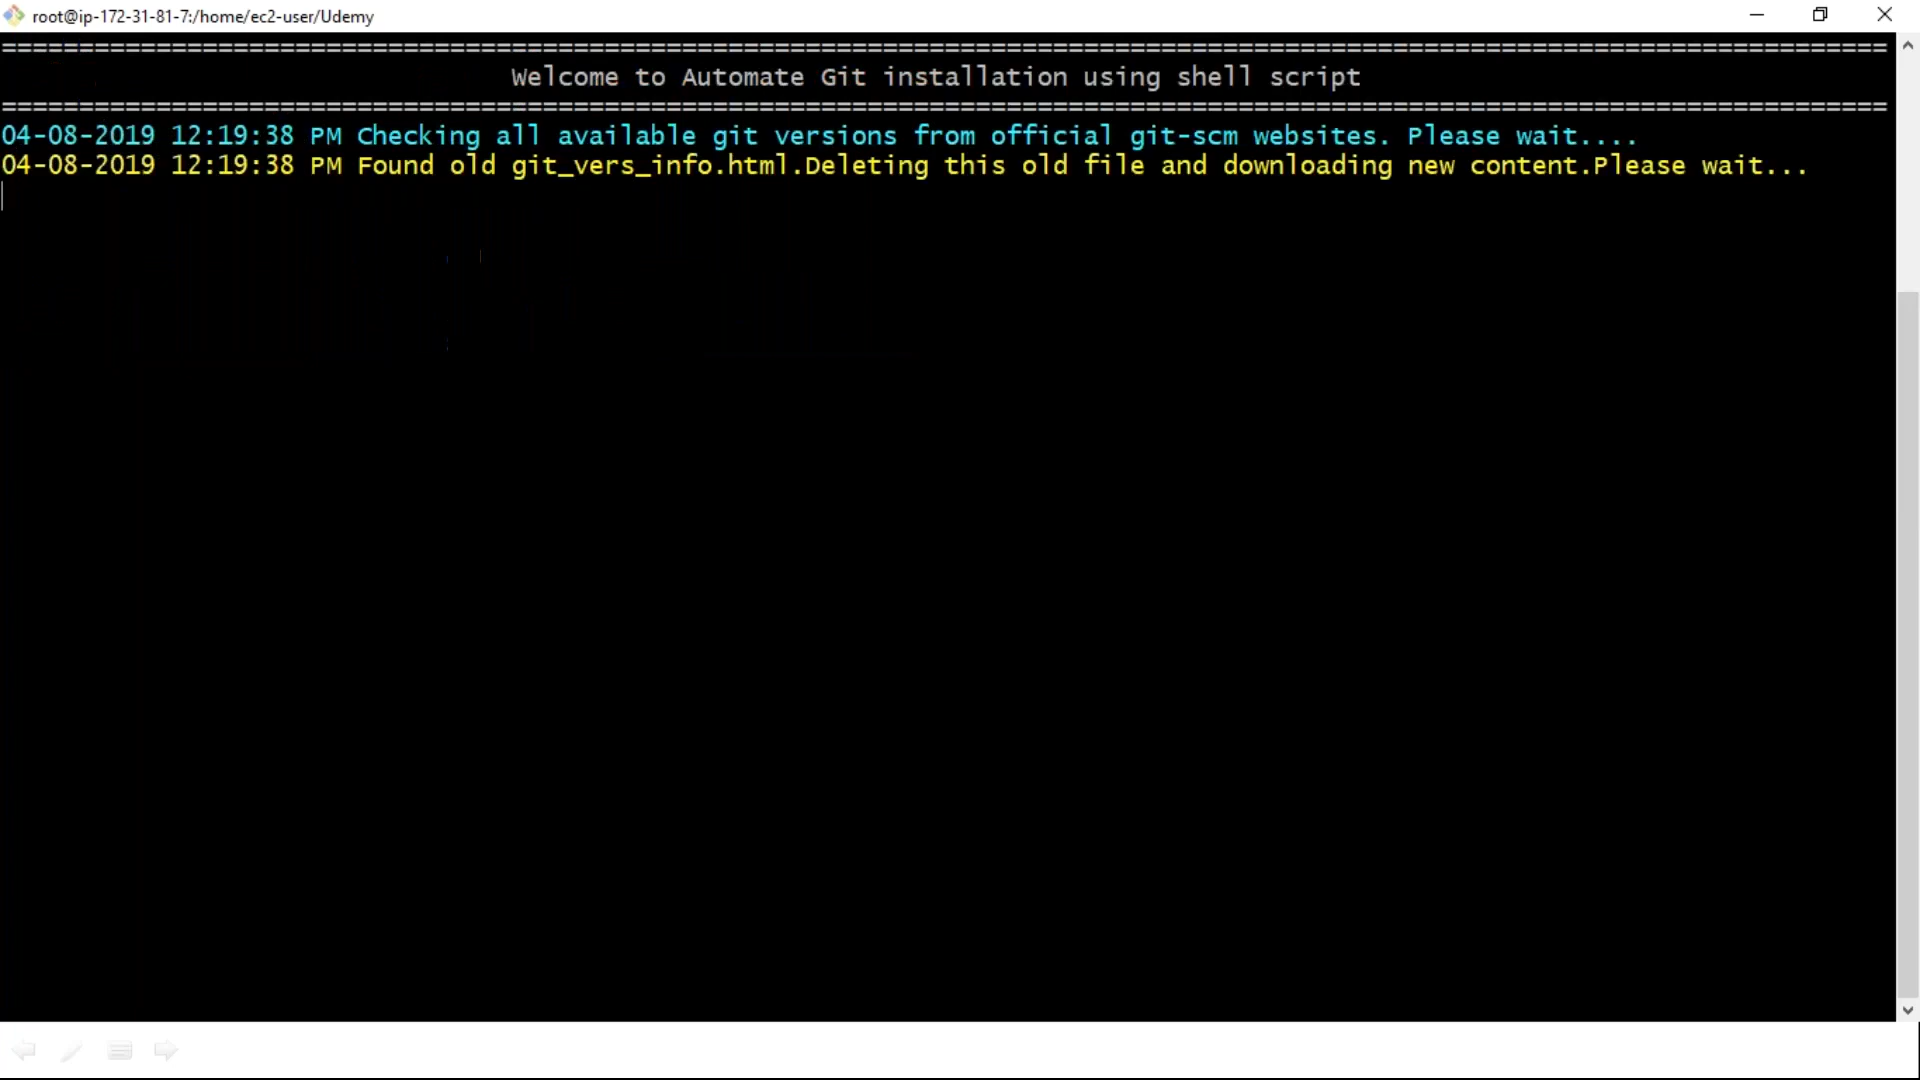 root@ip-172-31-81-7:/home/ec2-user/Udemy
==========================================================================================================================
Welcome to Automate Git installation using shell script
==========================================================================================================================
04-08-2019 12:19:38 PM Checking all available git versions from official git-scm websites. Please wait....
04-08-2019 12:19:38 PM Found old git_vers_info.html.Deleting this old file and downloading new content.Please wait...